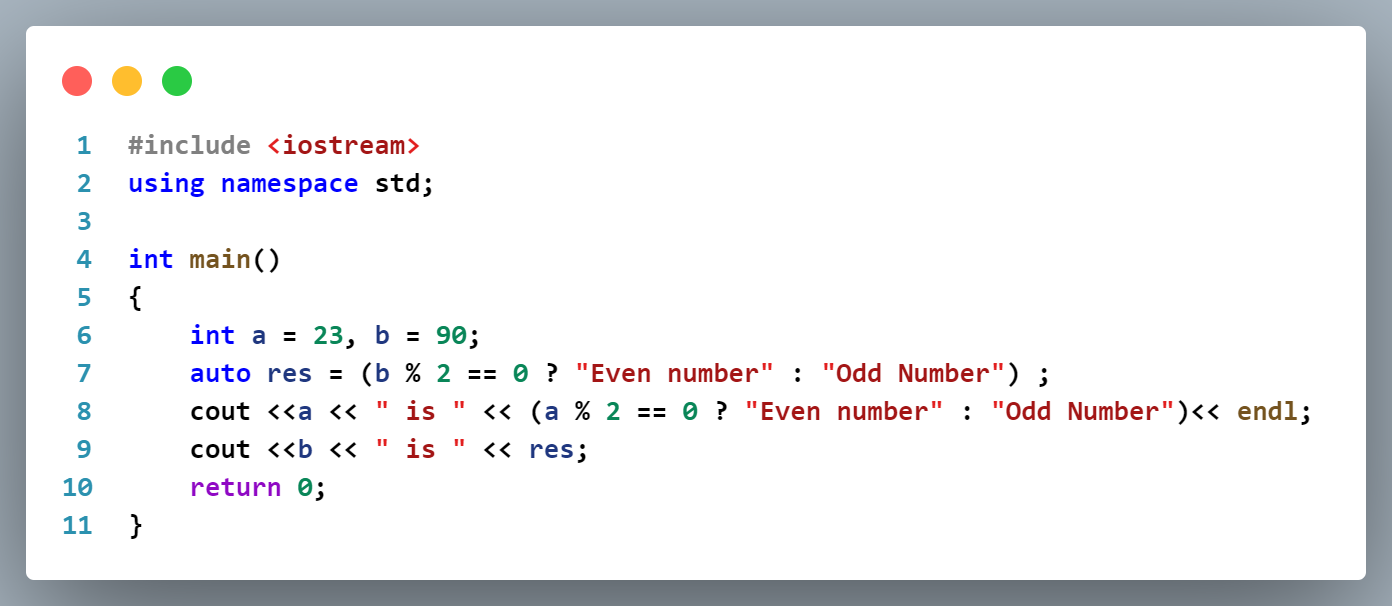 1 #include <iostream>
2 using namespace std;
3
4 int main()
5 {
6     int a = 23, b = 90;
7     auto res = (b % 2 == 0 ? "Even number" : "Odd Number") ;
8     cout <<a << " is " << (a % 2 == 0 ? "Even number" : "Odd Number")<< endl;
9     cout <<b << " is " << res;
10     return 0;
11 }